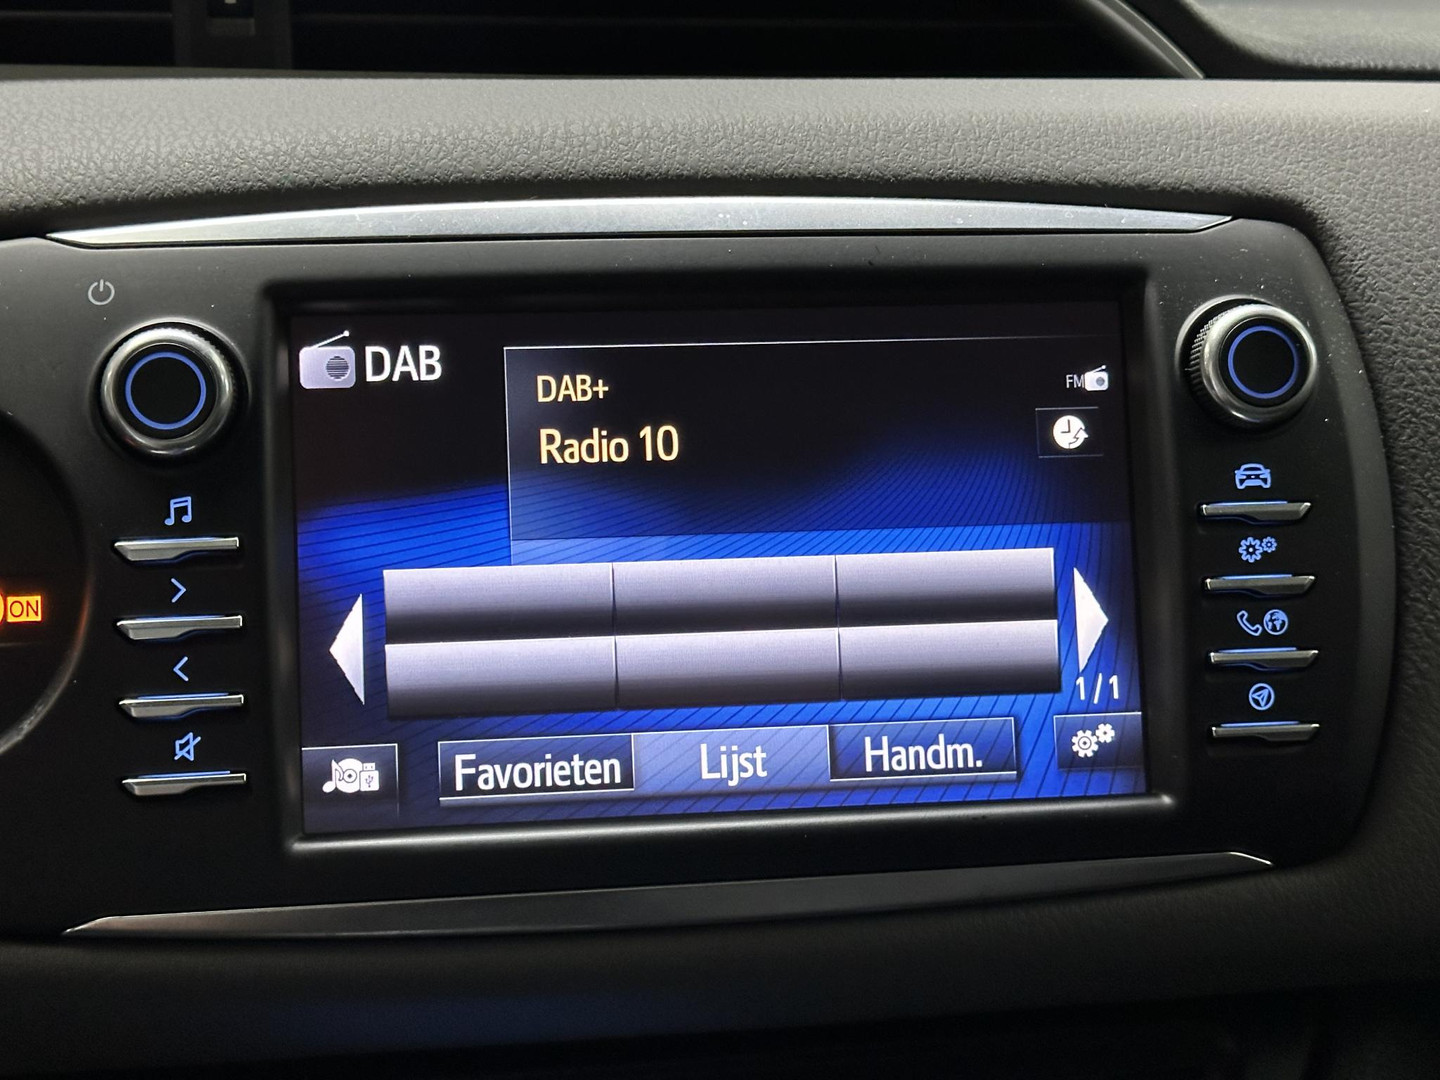 DAB
DAB+
FM
Radio 10
ON
1/1
Favorieten
Lijst
Handm.